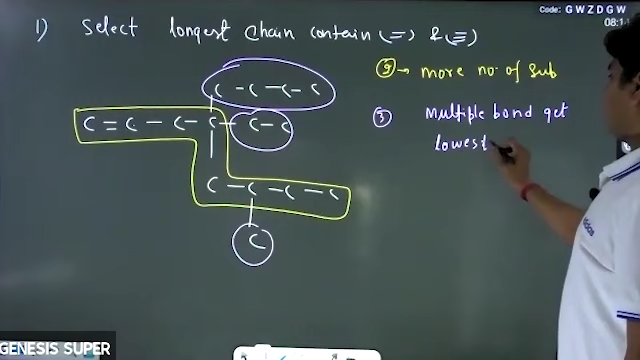 Code: GWZDGW
08:1
1) Select longest chain contain (=) & (≡)
② → more no. of sub
③ Multiple bond get
lowest
C - C - C - C
C = C - C - C - C - C
C - C - C - C
C
GENESIS SUPER